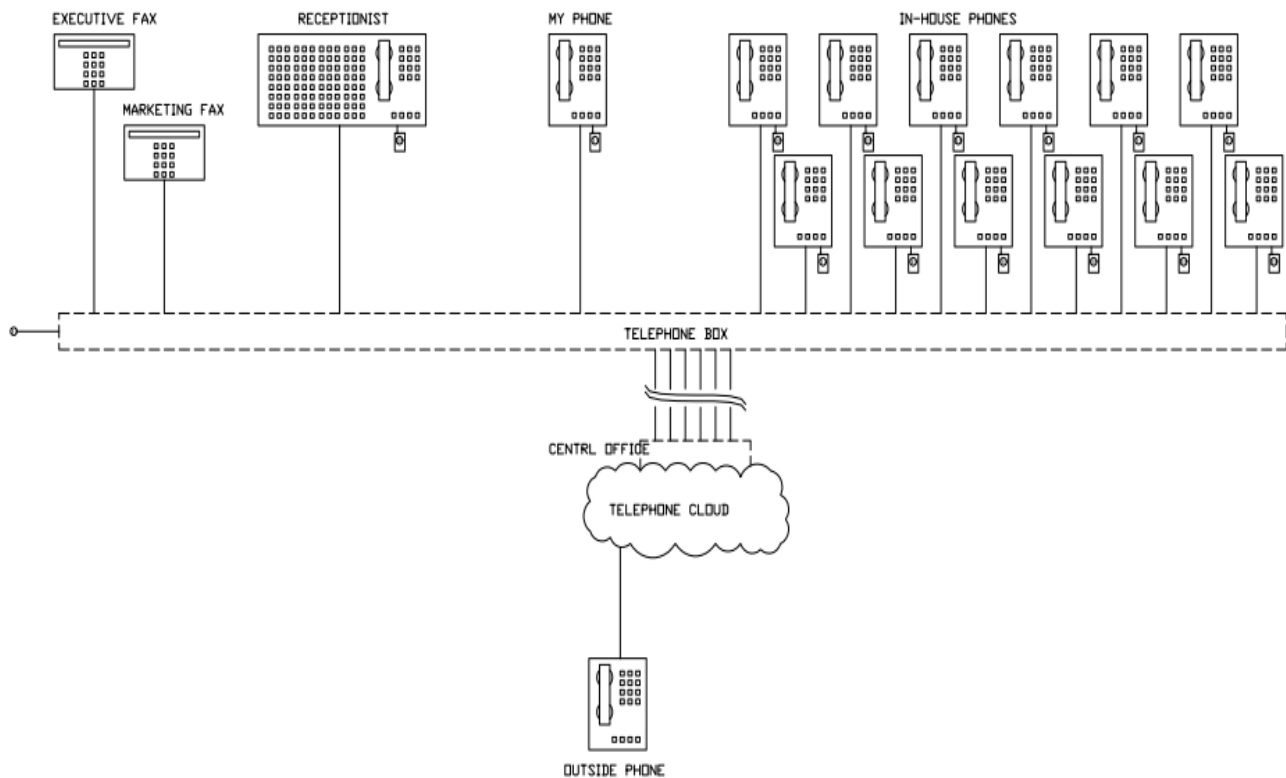 EXECUTIVE FAX
RECEPTIONIST
MY PHONE
IN-HOUSE PHONES
MARKETING FAX
TELEPHONE BOX
CENTRL OFFICE
TELEPHONE CLOUD
OUTSIDE PHONE